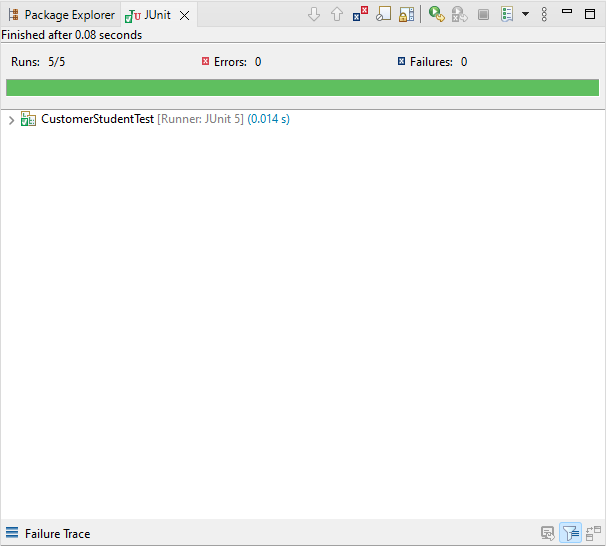 Package Explorer JUnit
Finished after 0.08 seconds
Runs: 5/5 Errors: 0 Failures: 0
CustomerStudentTest [Runner: JUnit 5] (0.014 s)
Failure Trace